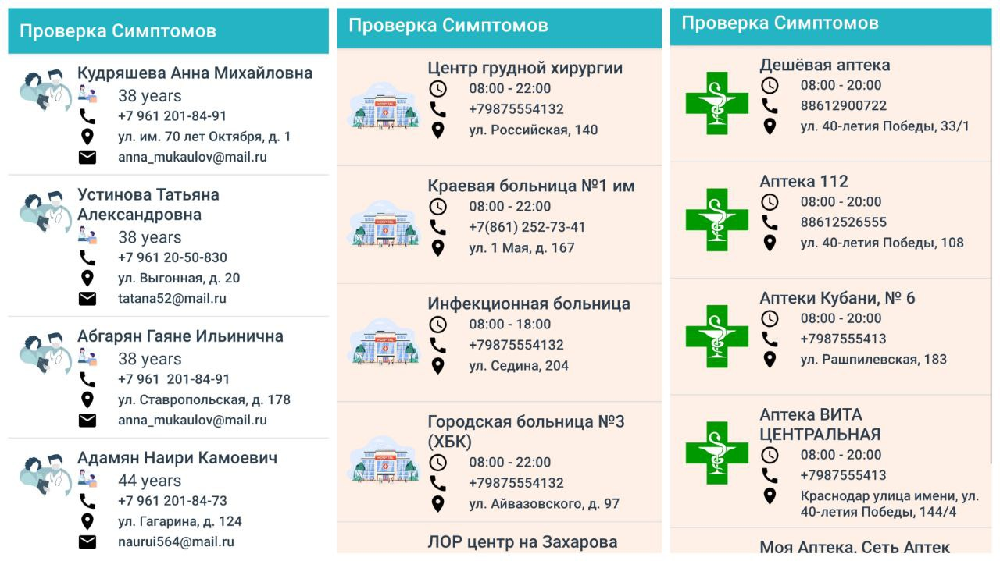 Проверка Симптомов
Кудряшева Анна Михайловна
38 years
+7 961 201-84-91
ул. им. 70 лет Октября, д. 1
anna_mukaulov@mail.ru
Устинова Татьяна
Александровна
38 years
+7 961 20-50-830
ул. Выгонная, д. 20
tatana52@mail.ru
Абгарян Гаяне Ильинична
38 years
+7 961  201-84-91
ул. Ставропольская, д. 178
anna_mukaulov@mail.ru
Адамян Наири Камоевич
44 years
+7 961 201-84-73
ул. Гагарина, д. 124
naurui564@mail.ru
Проверка Симптомов
Центр грудной хирургии
08:00 - 22:00
+79875554132
ул. Российская, 140
HOSPITAL
Краевая больница №1 им
08:00 - 22:00
+7(861) 252-73-41
ул. 1 Мая, д. 167
HOSPITAL
Инфекционная больница
08:00 - 18:00
+79875554132
ул. Седина, 204
HOSPITAL
Городская больница №3
(ХБК)
08:00 - 22:00
+79875554132
ул. Айвазовского, д. 97
HOSPITAL
ЛОР центр на Захарова
Проверка Симптомов
Дешёвая аптека
08:00 - 20:00
88612900722
ул. 40-летия Победы, 33/1
Аптека 112
08:00 - 20:00
88612526555
ул. 40-летия Победы, 108
Аптеки Кубани, № 6
08:00 - 20:00
+7987555413
ул. Рашпилевская, 183
Аптека ВИТА
ЦЕНТРАЛЬНАЯ
08:00 - 20:00
+7987555413
Краснодар улица имени, ул.
40-летия Победы, 144/4
Моя Аптека, Сеть Аптек